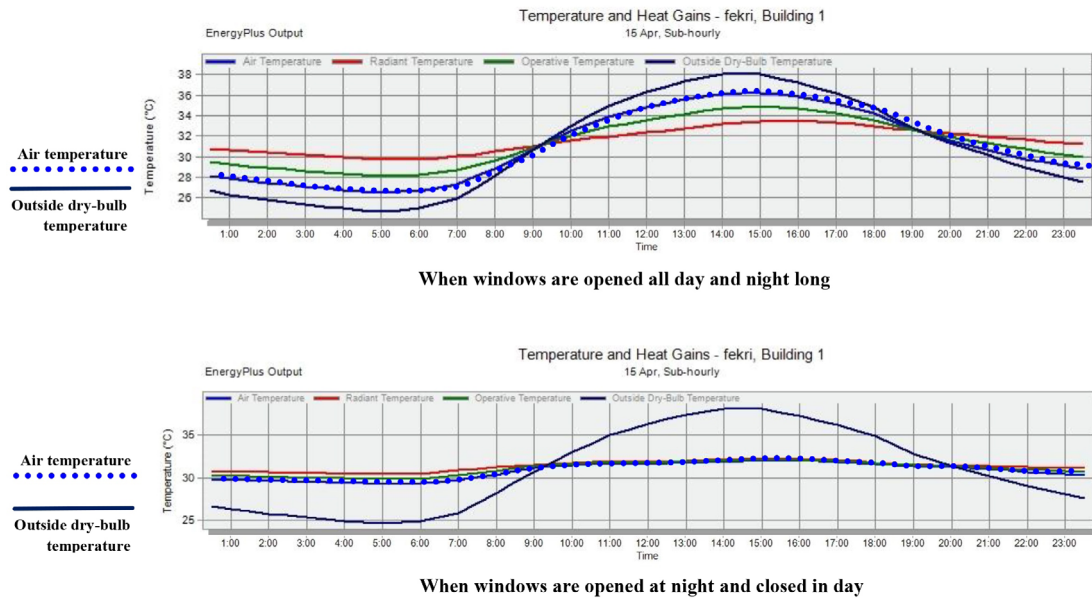 Temperature and Heat Gains - fekri, Building 1
EnergyPlus Output 15 Apr, Sub-hourly
Air Temperature Radiant Temperature Operative Temperature Outside Dry-Bulb Temperature
38
36
34
32
30
28
26
Temperature (°C)
Air temperature
Outside dry-bulb
temperature
1:00 2:00 3:00 4:00 5:00 6:00 7:00 8:00 9:00 10:00 11:00 12:00 13:00 14:00 15:00 16:00 17:00 18:00 19:00 20:00 21:00 22:00 23:00
Time
When windows are opened all day and night long
Temperature and Heat Gains - fekri, Building 1
EnergyPlus Output 15 Apr, Sub-hourly
Air Temperature Radiant Temperature Operative Temperature Outside Dry-Bulb Temperature
35
30
25
Temperature (°C)
Air temperature
Outside dry-bulb
temperature
1:00 2:00 3:00 4:00 5:00 6:00 7:00 8:00 9:00 10:00 11:00 12:00 13:00 14:00 15:00 16:00 17:00 18:00 19:00 20:00 21:00 22:00 23:00
Time
When windows are opened at night and closed in day